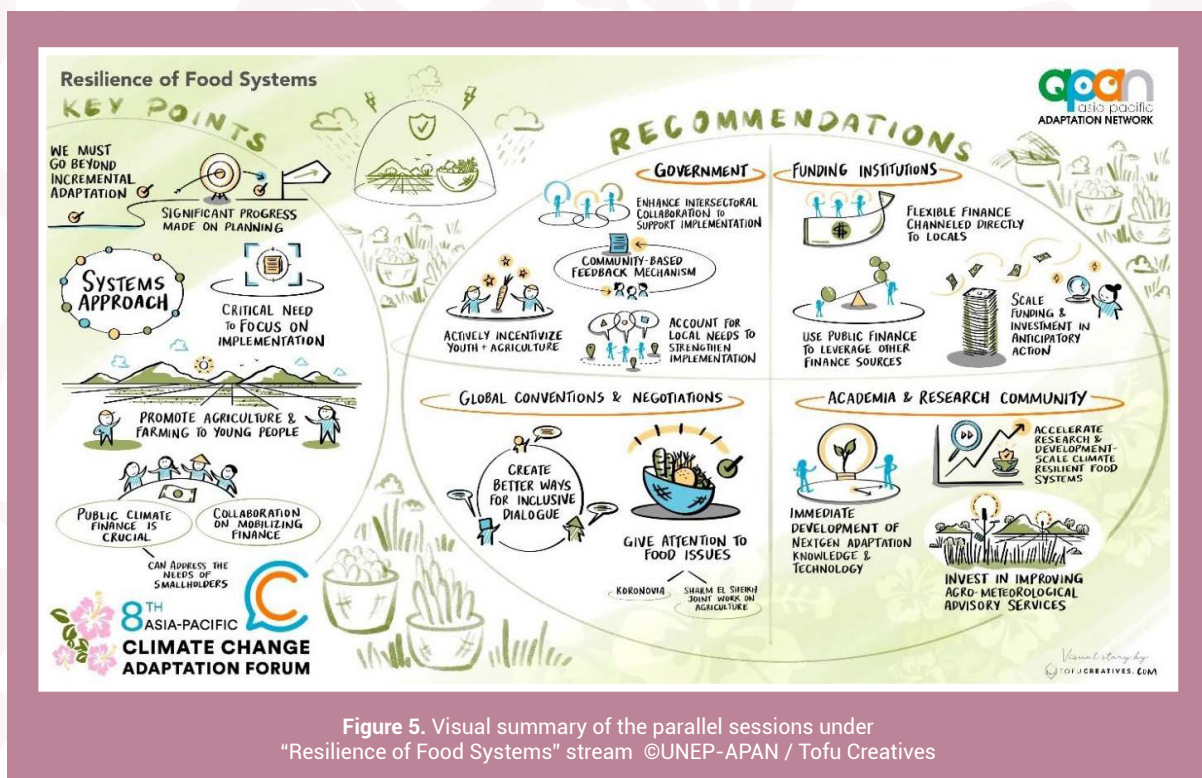 Resilience of Food Systems
KEY POINTS
WE MUST
GO BEYOND
INCREMENTAL
ADAPTATION
SIGNIFICANT PROGRESS
MADE ON PLANNING
SYSTEMS
APPROACH
CRITICAL NEED
TO FOCUS ON
IMPLEMENTATION
PROMOTE AGRICULTURE &
FARMING TO YOUNG PEOPLE
PUBLIC CLIMATE
FINANCE IS
CRUCIAL
COLLABORATION
ON MOBILIZING
FINANCE
CAN ADDRESS THE
NEEDS OF
SMALLHOLDERS
8TH
ASIA-PACIFIC
CLIMATE CHANGE
ADAPTATION FORUM
apan
asia pacific
ADAPTATION NETWORK
RECOMMENDATIONS
GOVERNMENT
ENHANCE INTERSECTORAL
COLLABORATION TO
SUPPORT IMPLEMENTATION
COMMUNITY-BASED
FEEDBACK MECHANISM
ACTIVELY INCENTIVIZE
YOUTH + AGRICULTURE
ACCOUNT FOR
LOCAL NEEDS TO
STRENGTHEN
IMPLEMENTATION
FUNDING INSTITUTIONS
$
FLEXIBLE FINANCE
CHANNELED DIRECTLY
TO LOCALS
USE PUBLIC FINANCE
TO LEVERAGE OTHER
FINANCE SOURCES
SCALE
FUNDING &
INVESTMENT IN
ANTICIPATORY
ACTION
GLOBAL CONVENTIONS & NEGOTIATIONS
CREATE
BETTER WAYS
FOR INCLUSIVE
DIALOGUE
GIVE ATTENTION TO
FOOD ISSUES
KORONOVIA
SHARM EL SHEIKH
JOINT WORK ON
AGRICULTURE
ACADEMIA & RESEARCH COMMUNITY
IMMEDIATE
DEVELOPMENT OF
NEXTGEN ADAPTATION
KNOWLEDGE &
TECHNOLOGY
ACCELERATE
RESEARCH &
DEVELOPMENT-
SCALE CLIMATE
RESILIENT FOOD
SYSTEMS
INVEST IN IMPROVING
AGRO-METEOROLOGICAL
ADVISORY SERVICES
Visual story by
TOFUCREATIVES.COM
Figure 5. Visual summary of the parallel sessions under
“Resilience of Food Systems” stream ©UNEP-APAN / Tofu Creatives